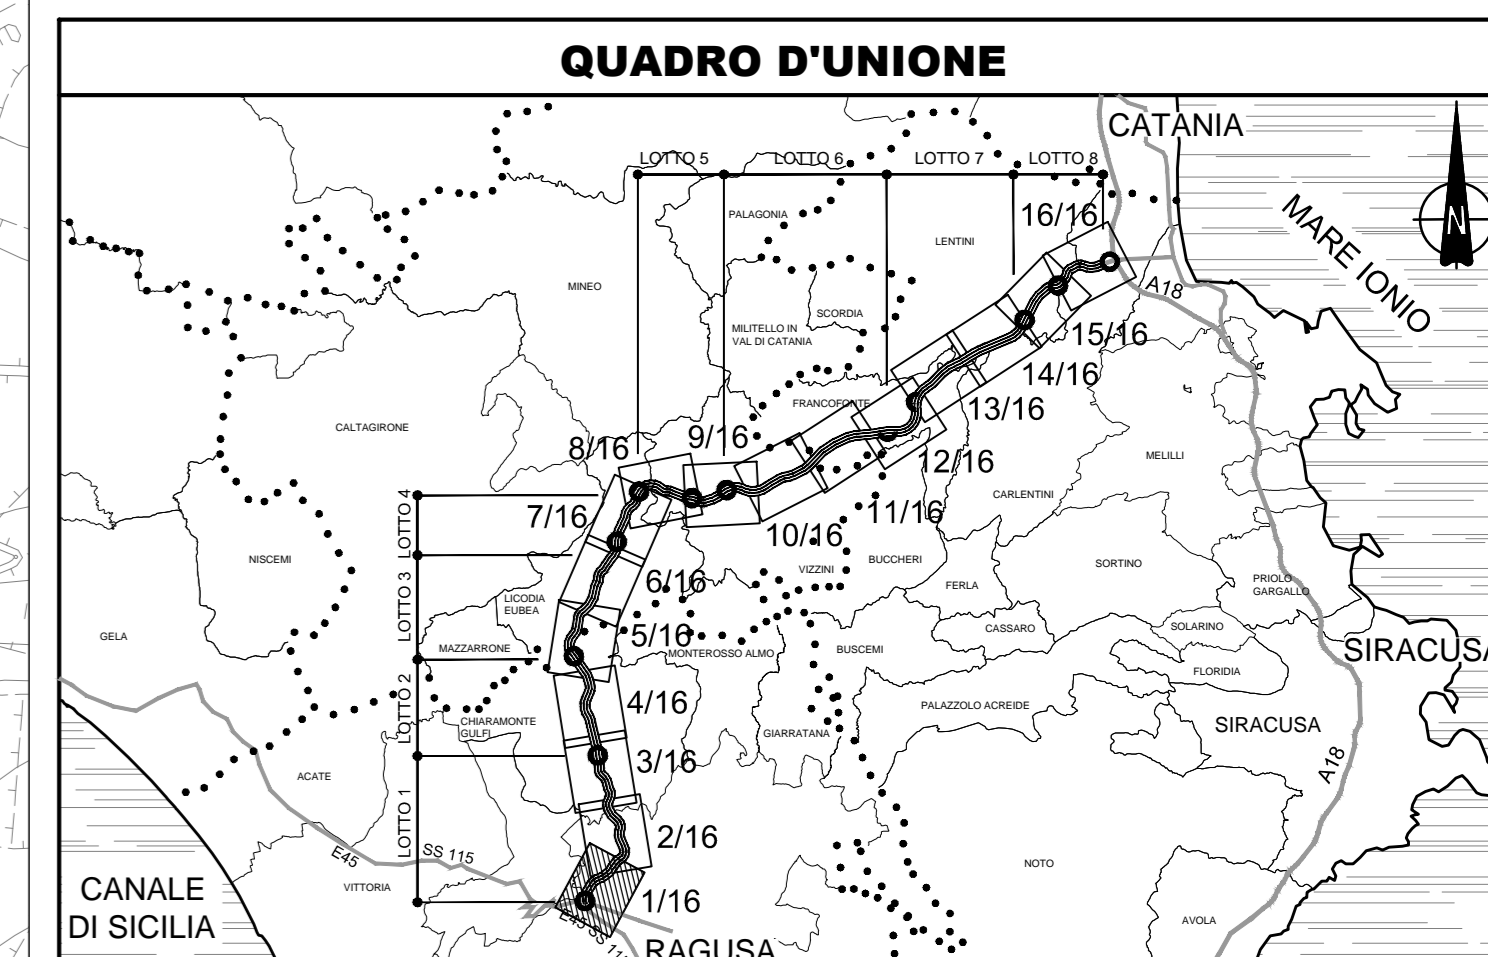 QUADRO D'UNIONE
CATANIA
LOTTO 5
LOTTO 6
LOTTO 7
LOTTO 8
PALAGONIA
16/16
LENTINI
MARE IONIO
N
MINEO
A18
SCORDIA
MILITELLO IN
VAL DI CATANIA
15/16
14/16
FRANCOFONTE
13/16
CALTAGIRONE
8/16
9/16
12/16
MELILLI
CARLENTINI
7/16
11/16
10/16
LOTTO 4
NISCEMI
VIZZINI
BUCCHERI
SORTINO
6/16
FERLA
PRIOLO
GARGALLO
LICODIA
EUBEA
LOTTO 3
GELA
5/16
CASSARO
SOLARINO
MAZZARRONE
MONTEROSSO ALMO
BUSCEMI
SIRACUSA
FLORIDIA
4/16
PALAZZOLO ACREIDE
LOTTO 2
CHIARAMONTE
GULFI
GIARRATANA
SIRACUSA
3/16
A18
ACATE
LOTTO 1
2/16
E45
SS 115
NOTO
VITTORIA
CANALE
DI SICILIA
1/16
AVOLA
E45 SS 115
RAGUSA